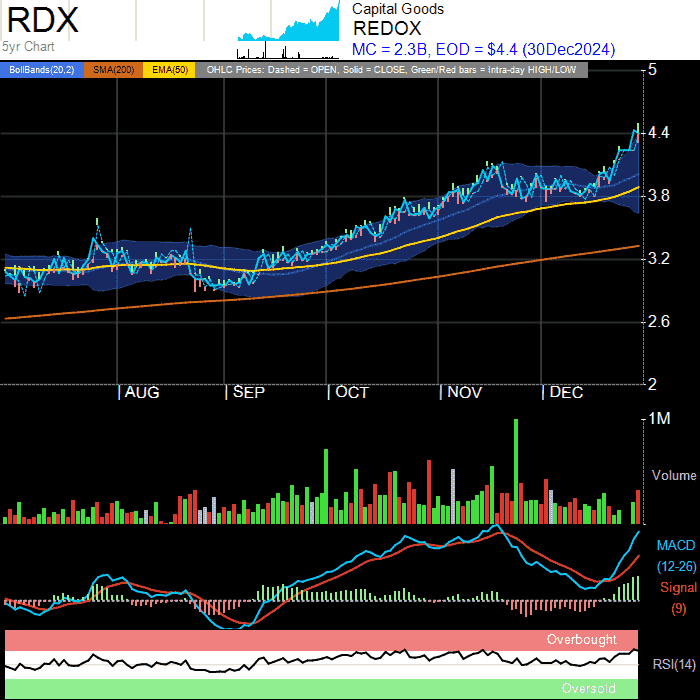 RDX
5yr Chart
Capital Goods
REDOX
MC = 2.3B, EOD = $4.4 (30Dec2024)
BollBands(20,2) SMA(200) EMA(50) OHLC Prices: Dashed = OPEN, Solid = CLOSE, Green/Red bars = Intra-day HIGH/LOW
5
4.4
3.8
3.2
2.6
2
| AUG | SEP | OCT | NOV | DEC
1M
Volume
MACD
(12-26)
Signal
(9)
Overbought
RSI(14)
Oversold